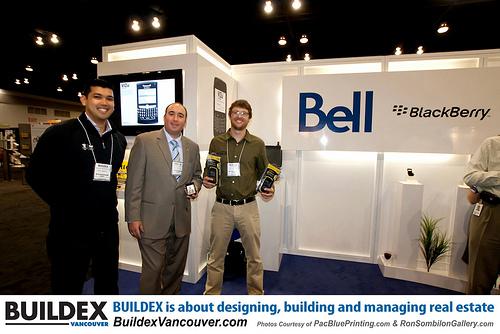 Bell
BlackBerry
BUILDEX
VANCOUVER
BUILDEX is about designing, building and managing real estate
BuildexVancouver.com
Photos Courtesy of PacBluePrinting.com & RonSombilonGallery.com